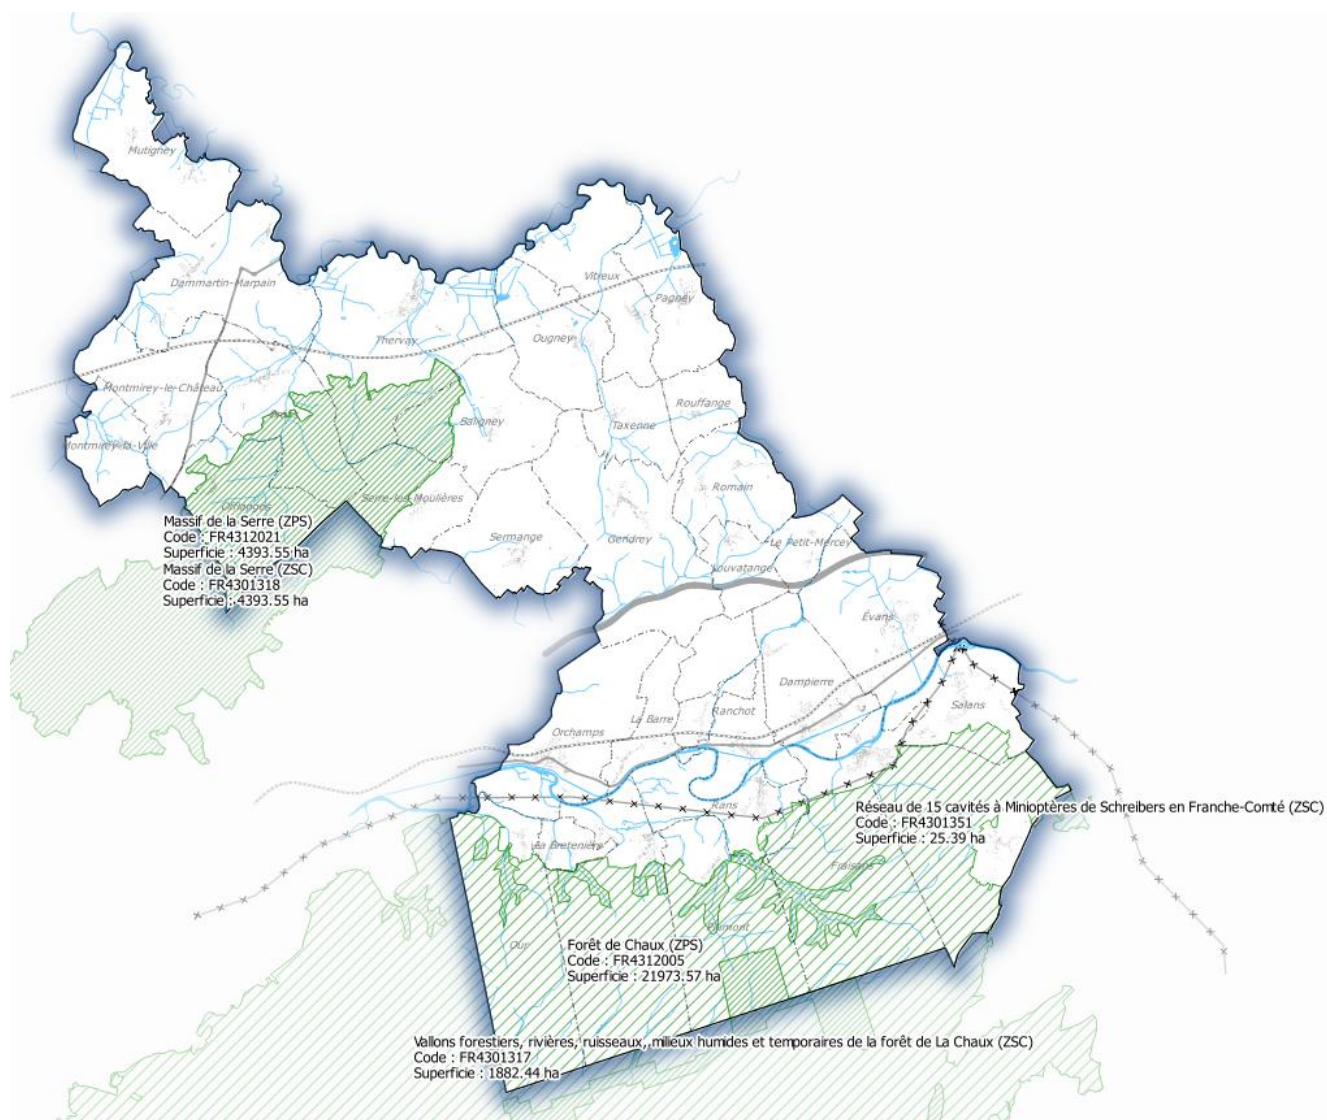 Mutigney
Dammartin-Marpain
Vitreux
Pagney
Thervay
Ougney
Montmirey-le-Château
Rouffange
Baligney
Taxenne
Montmirey-la-Ville
Romain
Serre-les-Moulières
Offlanges
Massif de la Serre (ZPS)
Code : FR4312021
Superficie : 4393.55 ha
Massif de la Serre (ZSC)
Code : FR4301318
Superficie : 4393.55 ha
Sermange
Gendrey
Le Petit-Mercey
Louvatange
Évans
Dampierre
Salans
Ranchot
La Barre
Orchamps
Rans
Réseau de 15 cavités à Minioptères de Schreibers en Franche-Comté (ZSC)
Code : FR4301351
Superficie : 25.39 ha
La Bretenière
Fraisans
Plumont
Our
Forêt de Chaux (ZPS)
Code : FR4312005
Superficie : 21973.57 ha
Vallons forestiers, rivières, ruisseaux, milieux humides et temporaires de la forêt de La Chaux (ZSC)
Code : FR4301317
Superficie : 1882.44 ha